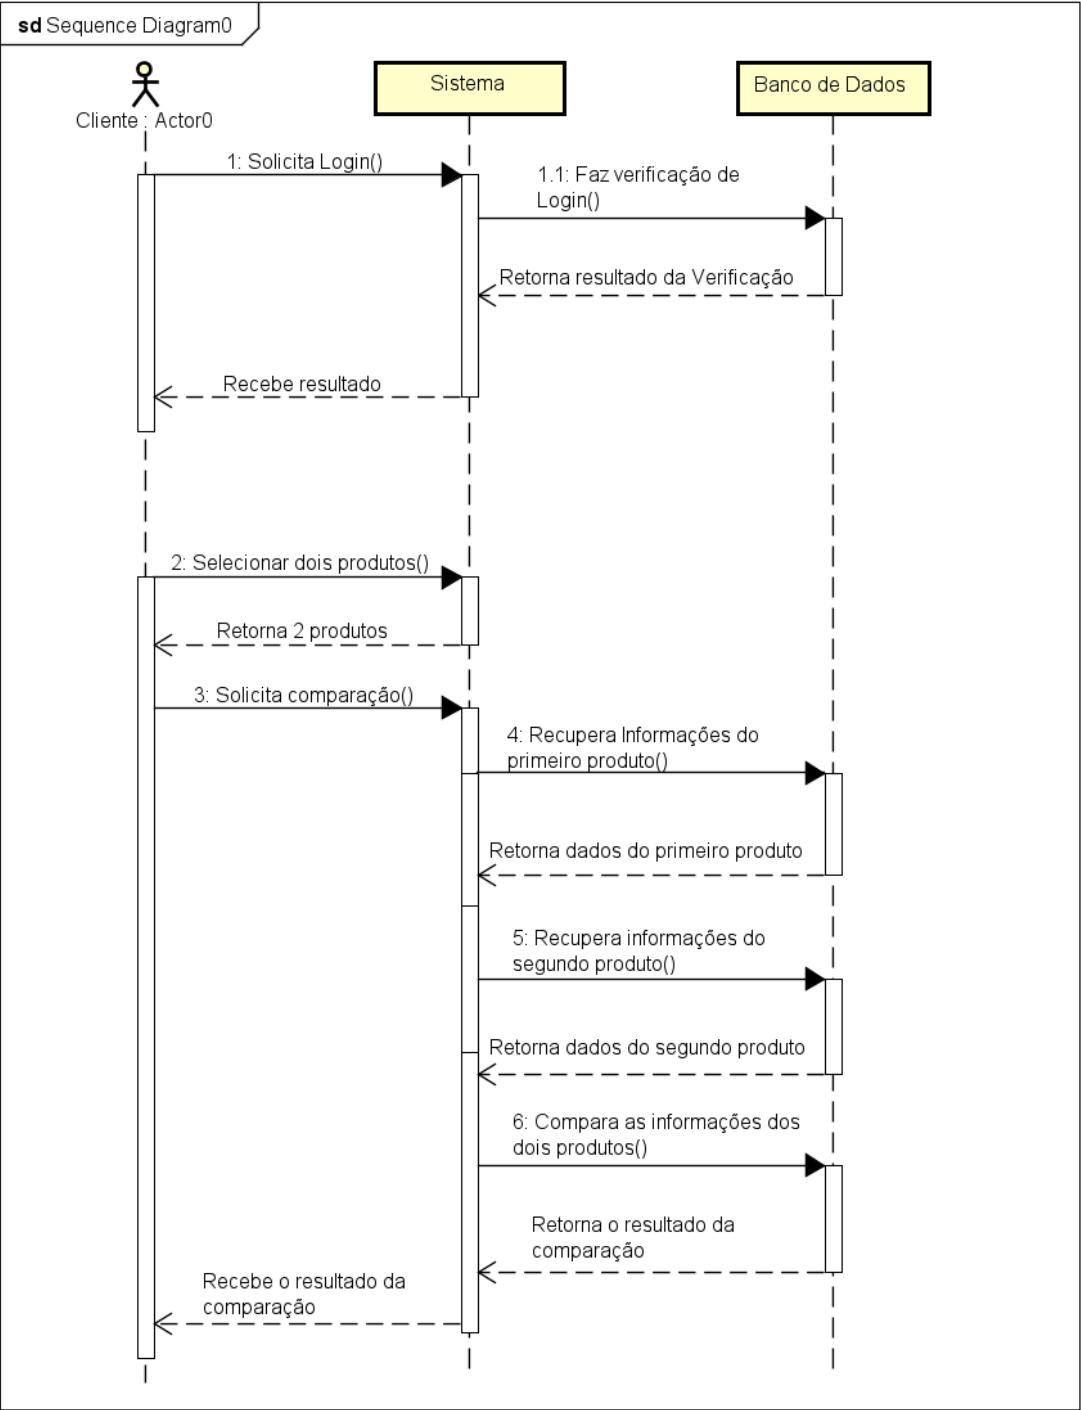 sd Sequence Diagram0
Cliente : Actor0
Sistema
Banco de Dados
1: Solicita Login()
1.1: Faz verificação de
Login()
Retorna resultado da Verificação
Recebe resultado
2: Selecionar dois produtos()
Retorna 2 produtos
3: Solicita comparação()
4: Recupera Informações do
primeiro produto()
Retorna dados do primeiro produto
5: Recupera informações do
segundo produto()
Retorna dados do segundo produto
6: Compara as informações dos
dois produtos()
Retorna o resultado da
comparação
Recebe o resultado da
comparação